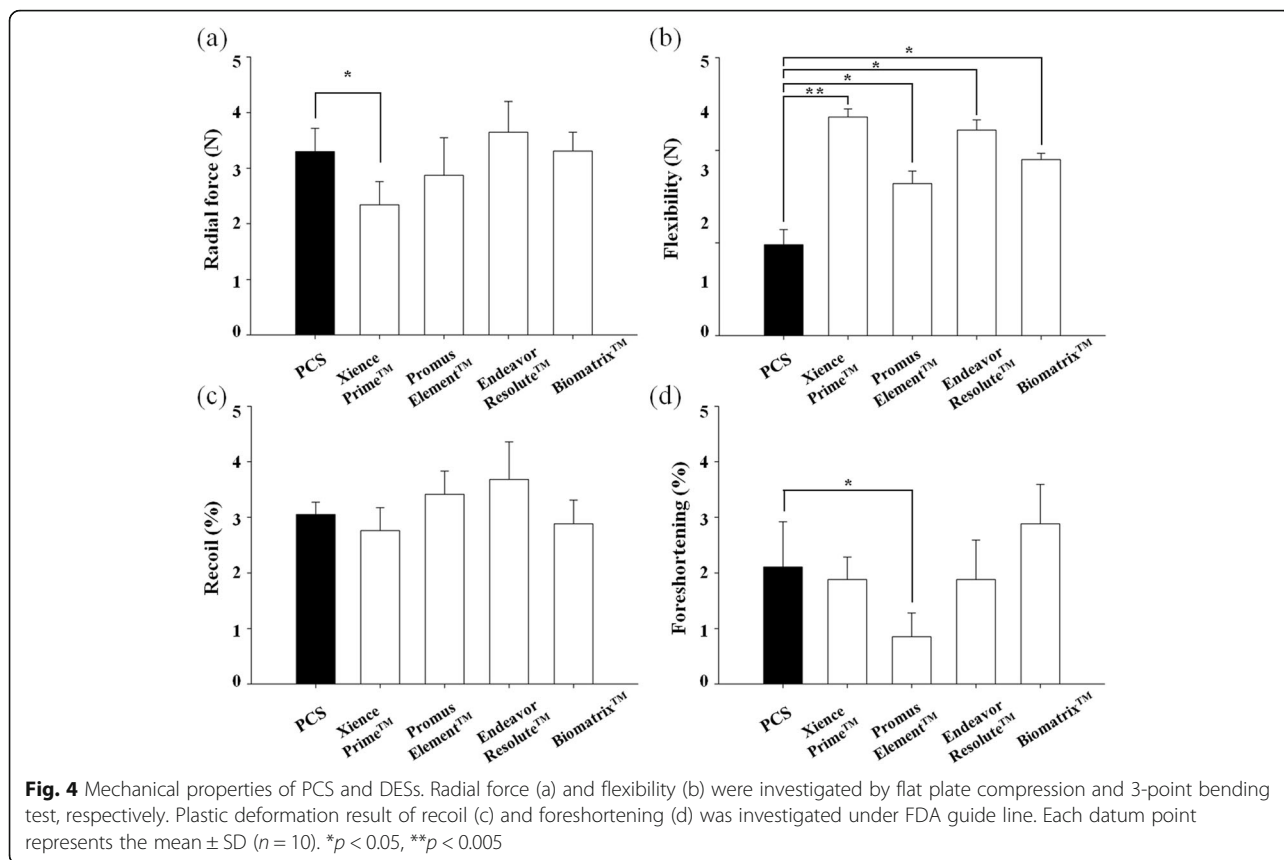 (a)
*
Radial force (N)
5
4
3
2
1
0
PCS
Xience
Prime™
Promus
Element™
Endeavor
Resolute™
Biomatrix™
(b)
*
*
*
**
Flexibility (N)
5
4
3
2
1
0
PCS
Xience
Prime™
Promus
Element™
Endeavor
Resolute™
Biomatrix™
(c)
Recoil (%)
5
4
3
2
1
0
PCS
Xience
Prime™
Promus
Element™
Endeavor
Resolute™
Biomatrix™
(d)
*
Foreshortening (%)
5
4
3
2
1
0
PCS
Xience
Prime™
Promus
Element™
Endeavor
Resolute™
Biomatrix™
Fig. 4 Mechanical properties of PCS and DESs. Radial force (a) and flexibility (b) were investigated by flat plate compression and 3-point bending
test, respectively. Plastic deformation result of recoil (c) and foreshortening (d) was investigated under FDA guide line. Each datum point
represents the mean ± SD (n = 10). *p < 0.05, **p < 0.005